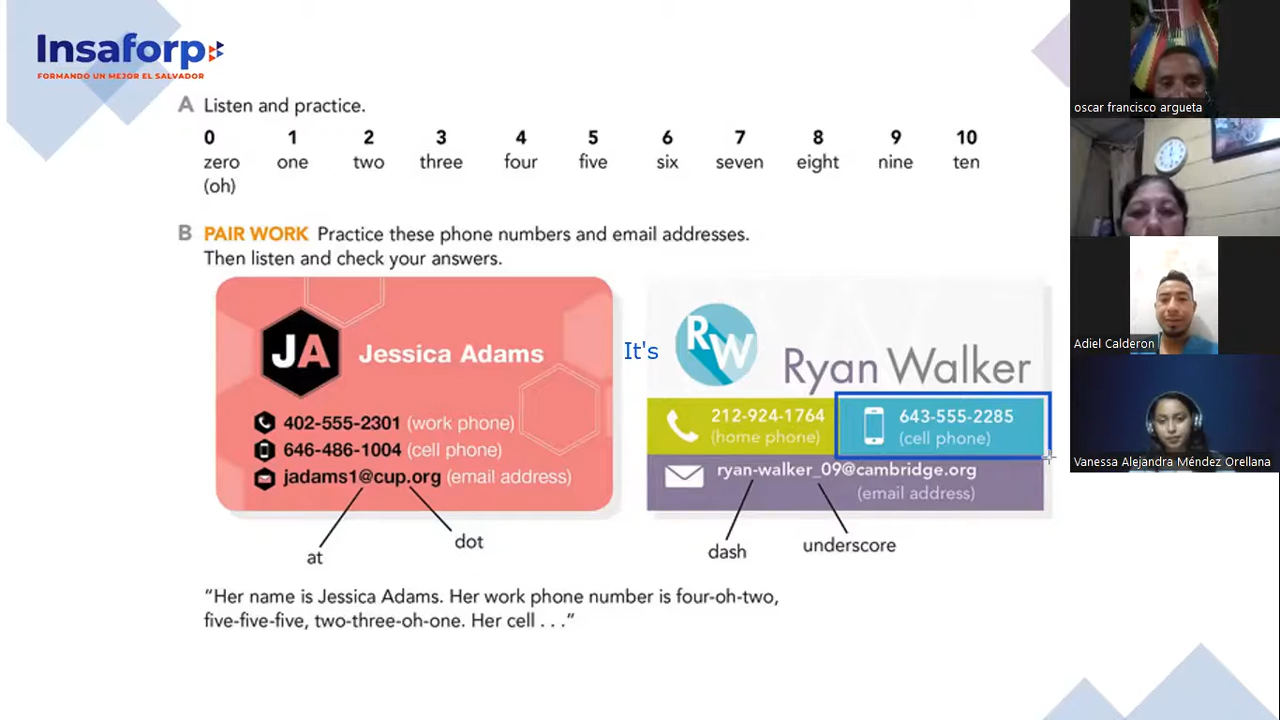 Insaforp
FORMANDO UN MEJOR EL SALVADOR
A Listen and practice.
0 1 2 3 4 5 6 7 8 9 10
zero one two three four five six seven eight nine ten
(oh)
B PAIR WORK Practice these phone numbers and email addresses.
Then listen and check your answers.
JA
Jessica Adams
402-555-2301 (work phone)
646-486-1004 (cell phone)
jadams1@cup.org (email address)
at
dot
It's
RW
Ryan Walker
212-924-1764
(home phone)
643-555-2285
(cell phone)
ryan-walker_09@cambridge.org
(email address)
dash
underscore
“Her name is Jessica Adams. Her work phone number is four-oh-two,
five-five-five, two-three-oh-one. Her cell . . .”
oscar francisco argueta
Adiel Calderon
Vanessa Alejandra Méndez Orellana